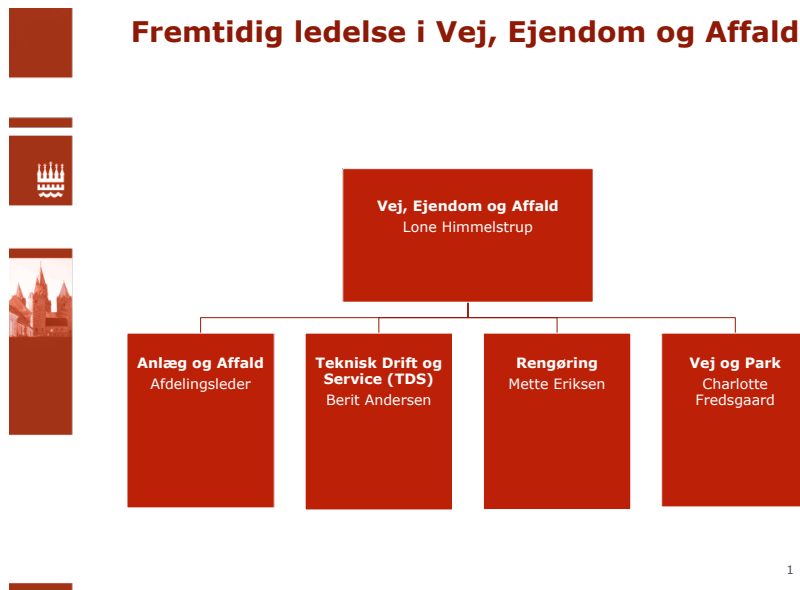 Fremtidig ledelse i Vej, Ejendom og Affald
Vej, Ejendom og Affald
Lone Himmelstrup
Anlæg og Affald
Afdelingsleder
Teknisk Drift og
Service (TDS)
Berit Andersen
Rengøring
Mette Eriksen
Vej og Park
Charlotte
Fredsgaard
1